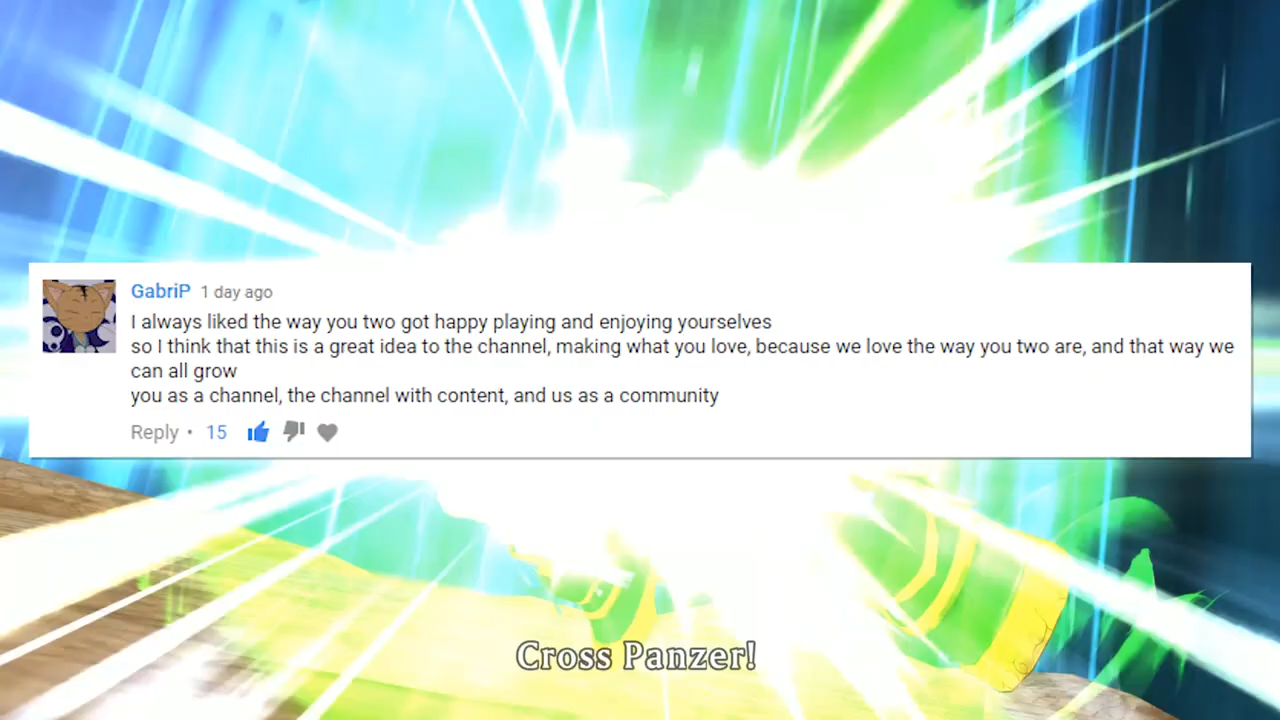 GabriP 1 day ago
I always liked the way you two got happy playing and enjoying yourselves
so I think that this is a great idea to the channel, making what you love, because we love the way you two are, and that way we
can all grow
you as a channel, the channel with content, and us as a community
Reply • 15
Cross Panzer!